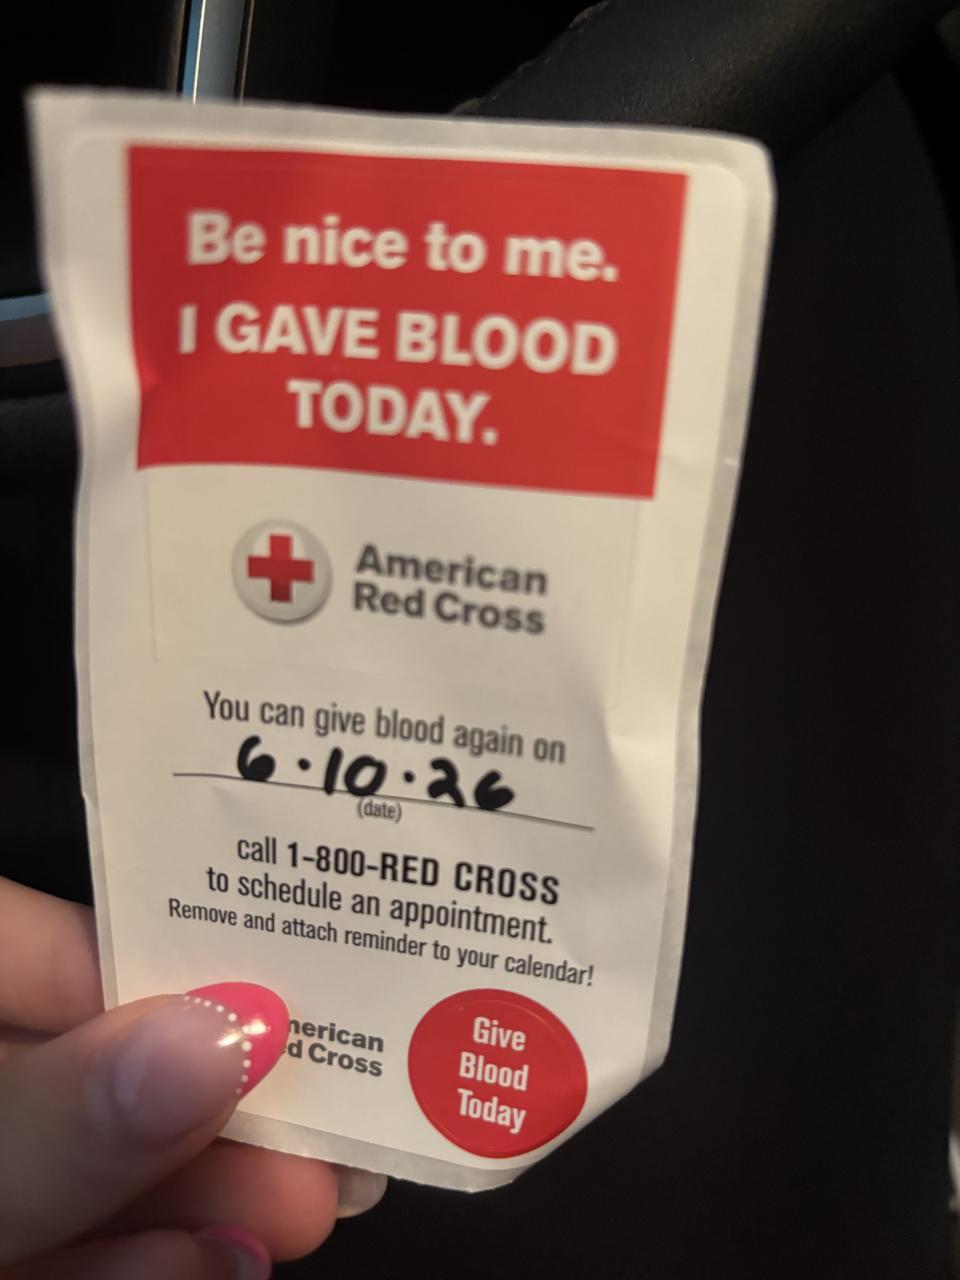 Be nice to me.
I GAVE BLOOD
TODAY.
American
Red Cross
You can give blood again on
6·10·26
(date)
call 1-800-RED CROSS
to schedule an appointment.
Remove and attach reminder to your calendar!
merican
d Cross
Give
Blood
Today